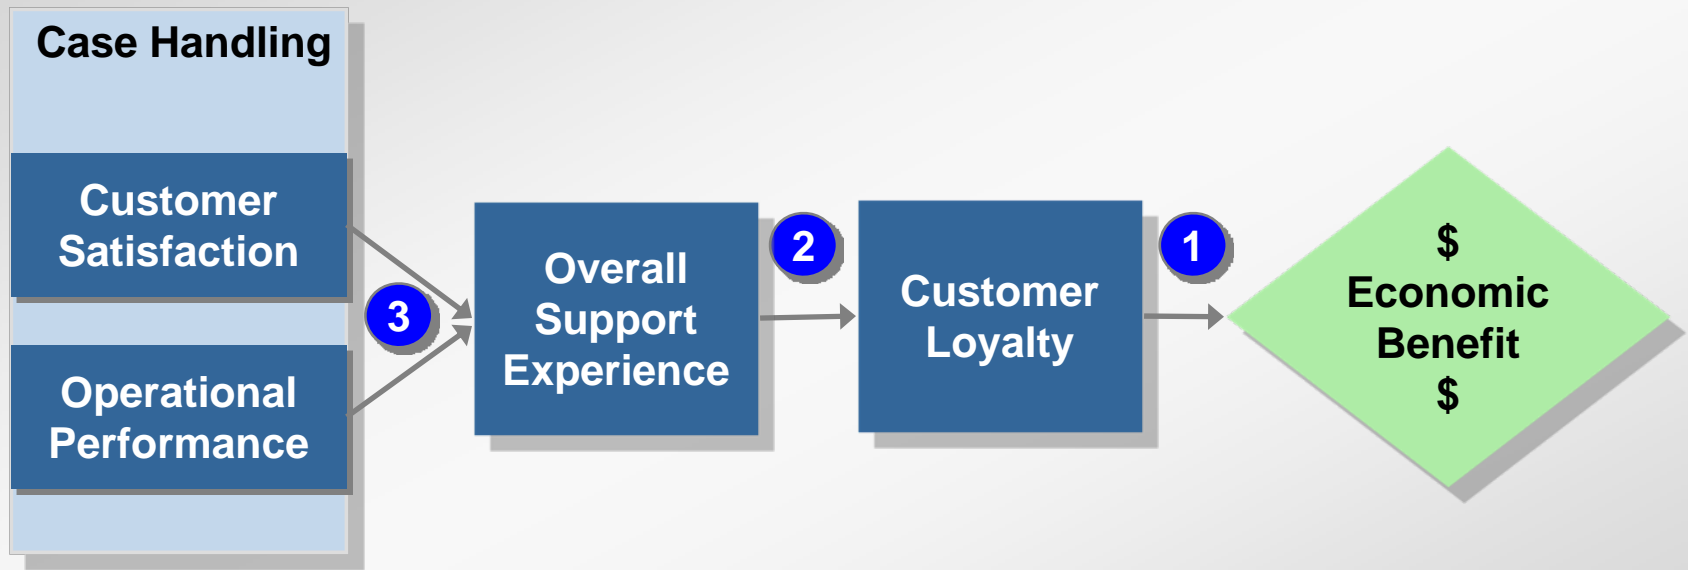 Case Handling
Customer
Satisfaction
Operational
Performance
3
Overall
Support
Experience
2
Customer
Loyalty
1
$
Economic
Benefit
$